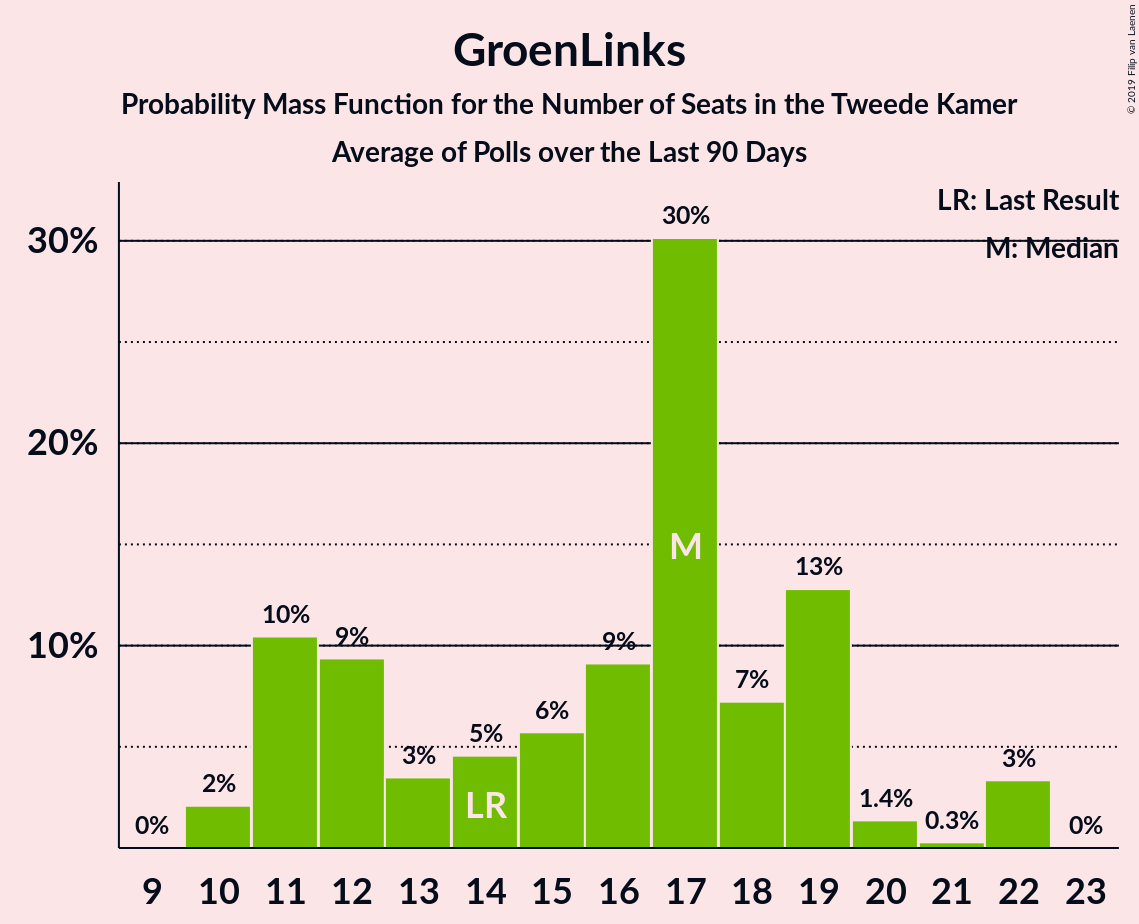 GroenLinks
Probability Mass Function for the Number of Seats in the Tweede Kamer
Average of Polls over the Last 90 Days
© 2019 Filip van Laenen
LR: Last Result
M: Median
30%
20%
10%
0%
2%
10%
9%
3%
5%
6%
9%
30%
7%
13%
1.4%
0.3%
3%
0%
LR
M
9 10 11 12 13 14 15 16 17 18 19 20 21 22 23